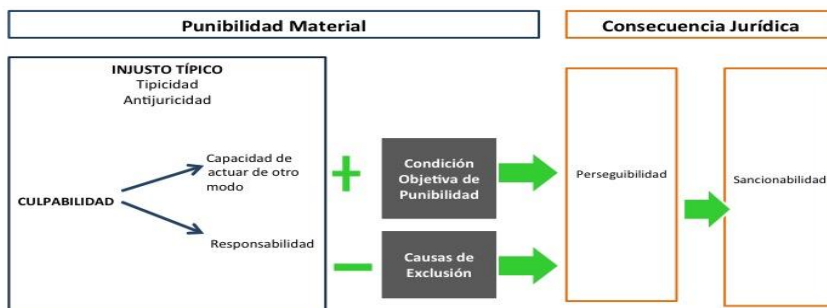 Punibilidad Material
Consecuencia Jurídica
INJUSTO TÍPICO
Tipicidad
Antijuricidad
Capacidad de
actuar de otro
modo
CULPABILIDAD
Responsabilidad
Condición
Objetiva de
Punibilidad
Causas de
Exclusión
Perseguibilidad
Sancionabilidad